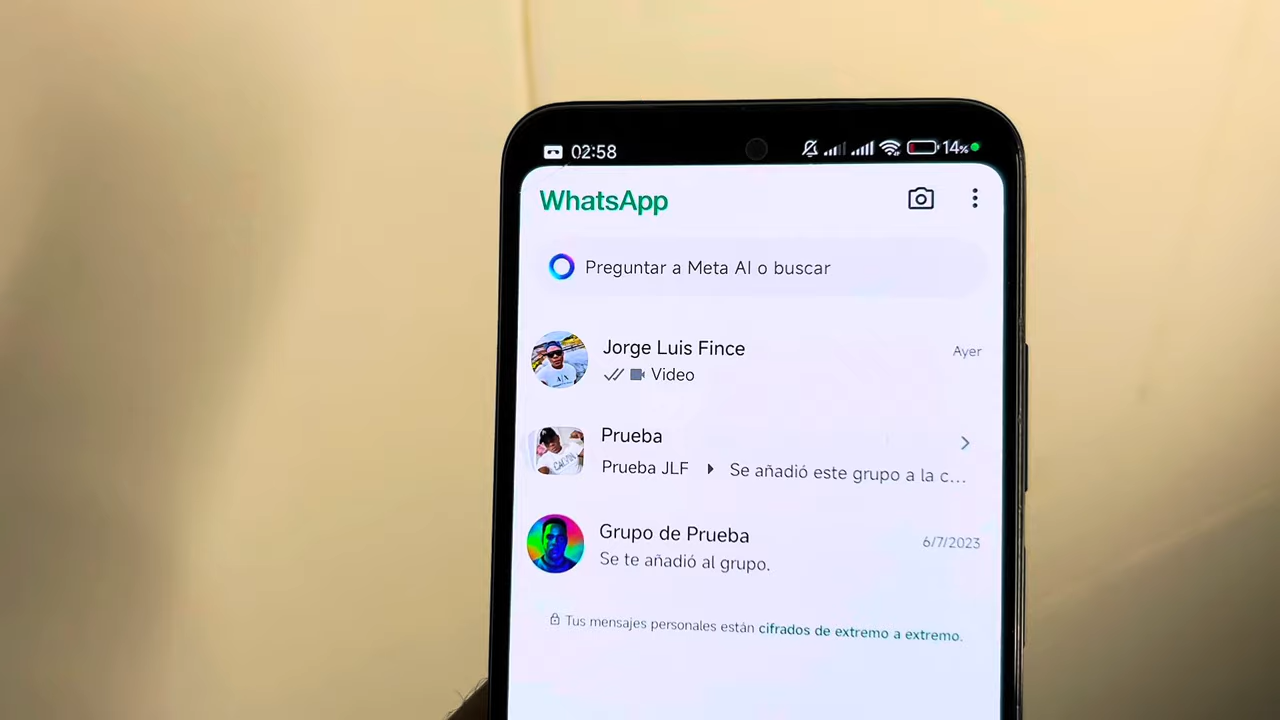 02:58 14%
WhatsApp
Preguntar a Meta AI o buscar
Jorge Luis Fince Ayer
Video
Prueba
Prueba JLF Se añadió este grupo a la c...
Grupo de Prueba 6/7/2023
Se te añadió al grupo.
Tus mensajes personales están cifrados de extremo a extremo.